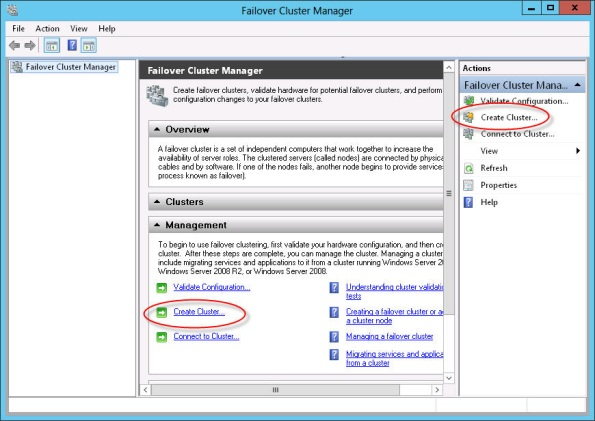 Failover Cluster Manager
File Action View Help
Failover Cluster Manager
Failover Cluster Manager
Create failover clusters, validate hardware for potential failover clusters, and perform
configuration changes to your failover clusters.
Overview
A failover cluster is a set of independent computers that work together to increase the
availability of server roles. The clustered servers (called nodes) are connected by physica
cables and by software. If one of the nodes fails, another node begins to provide services
process known as failover).
Clusters
Management
To begin to use failover clustering, first validate your hardware configuration, and then cre
cluster. After these steps are complete, you can manage the cluster. Managing a cluster
include migrating services and applications to it from a cluster running Windows Server 20
Windows Server 2008 R2, or Windows Server 2008.
Validate Configuration...
Create Cluster...
Connect to Cluster...
Understanding cluster validatio
tests
Creating a failover cluster or a
a cluster node
Managing a failover cluster
Migrating services and applica
from a cluster
Actions
Failover Cluster Mana...
Validate Configuration...
Create Cluster...
Connect to Cluster...
View
Refresh
Properties
Help